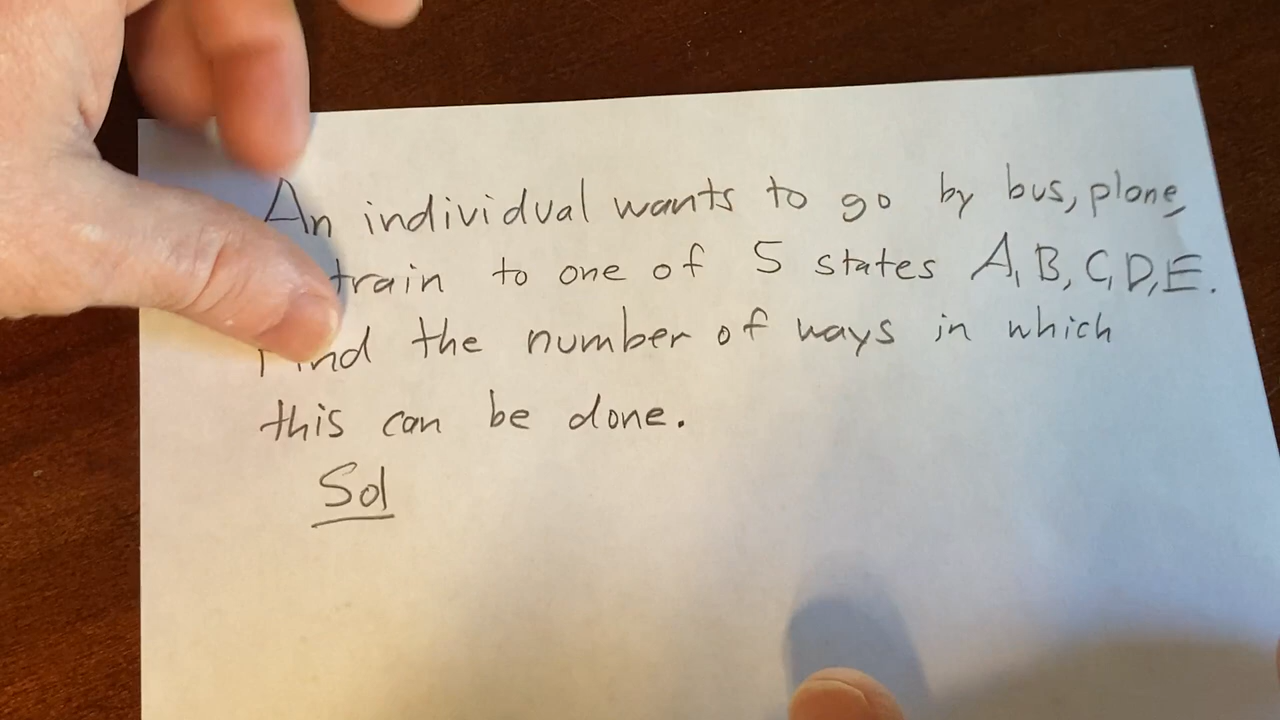 An individual wants to go by bus, plane,
train to one of 5 states A, B, C, D, E.
the number of ways in which
this can be done.
Sol